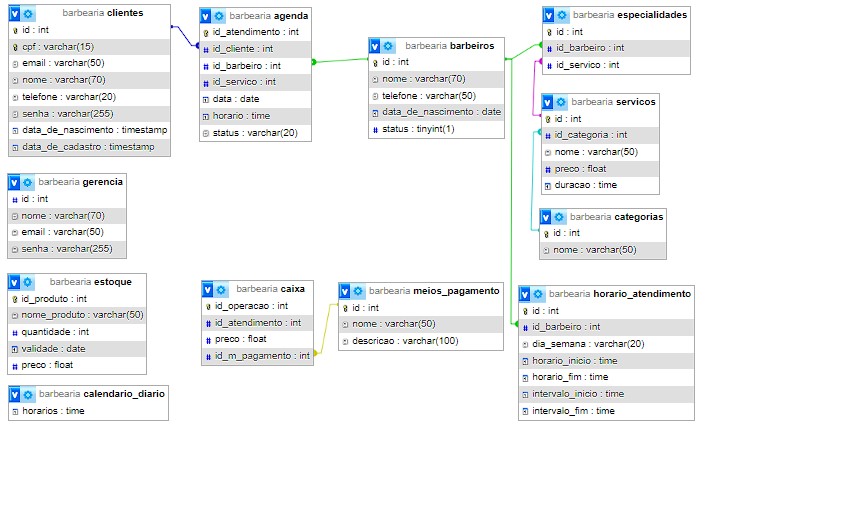 barbearia clientes
id : int
cpf : varchar(15)
email : varchar(50)
nome : varchar(70)
telefone : varchar(20)
senha : varchar(255)
data_de_nascimento : timestamp
data_de_cadastro : timestamp
barbearia agenda
id_atendimento : int
id_cliente : int
id_barbeiro : int
id_servico : int
data : date
horario : time
status : varchar(20)
barbearia barbeiros
id : int
nome : varchar(70)
telefone : varchar(50)
data_de_nascimento : date
status : tinyint(1)
barbearia especialidades
id : int
id_barbeiro : int
id_servico : int
barbearia servicos
id : int
id_categoria : int
nome : varchar(50)
preco : float
duracao : time
barbearia categorias
id : int
nome : varchar(50)
barbearia gerencia
id : int
nome : varchar(70)
email : varchar(50)
senha : varchar(255)
barbearia estoque
id_produto : int
nome_produto : varchar(50)
quantidade : int
validade : date
preco : float
barbearia caixa
id_operacao : int
id_atendimento : int
preco : float
id_m_pagamento : int
barbearia meios_pagamento
id : int
nome : varchar(50)
descricao : varchar(100)
barbearia horario_atendimento
id : int
id_barbeiro : int
dia_semana : varchar(20)
horario_inicio : time
horario_fim : time
intervalo_inicio : time
intervalo_fim : time
barbearia calendario_diario
horarios : time